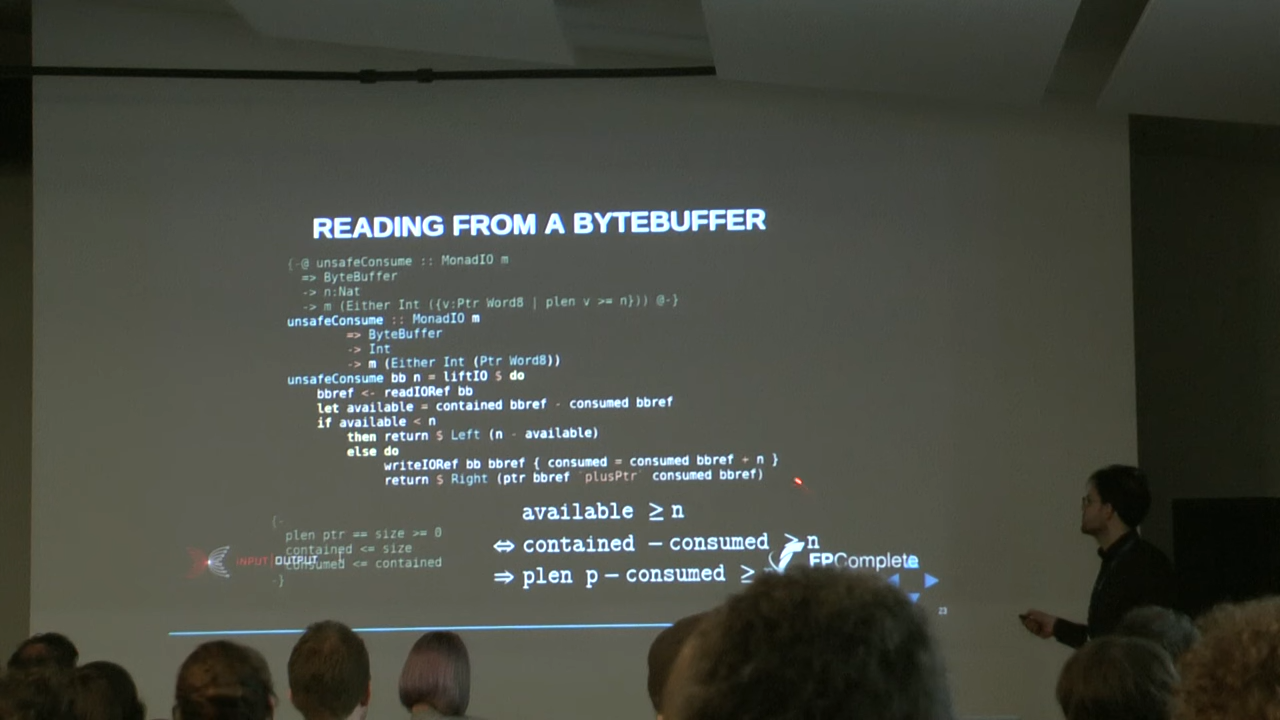 READING FROM A BYTEBUFFER
{-@ unsafeConsume :: MonadIO m
=> ByteBuffer
-> n:Nat
-> m (Either Int ({v:Ptr Word8 | plen v >= n})) @-}
unsafeConsume :: MonadIO m
=> ByteBuffer
-> Int
-> m (Either Int (Ptr Word8))
unsafeConsume bb n = liftIO $ do
bbref <- readIORef bb
let available = contained bbref - consumed bbref
if available < n
then return $ Left (n - available)
else do
writeIORef bb bbref { consumed = consumed bbref + n }
return $ Right (ptr bbref `plusPtr` consumed bbref)
available ≥ n
⇔ contained − consumed ≥ n
⇒ plen p − consumed ≥
{-
plen ptr == size >= 0
contained <= size
consumed <= contained
-}
INPUT|OUTPUT
FPComplete
23